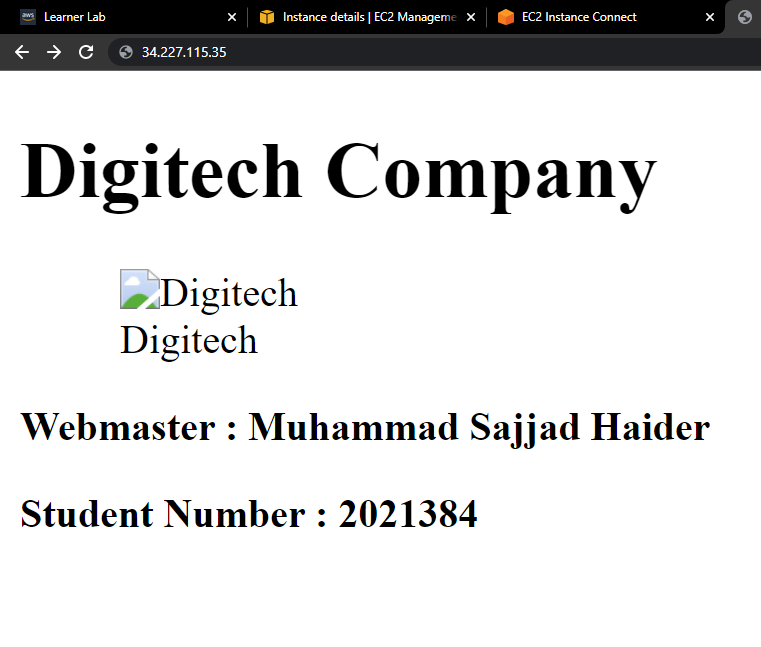 aws Learner Lab
Instance details | EC2 Manageme
EC2 Instance Connect
34.227.115.35
Digitech Company
Digitech
Digitech
Webmaster : Muhammad Sajjad Haider
Student Number : 2021384